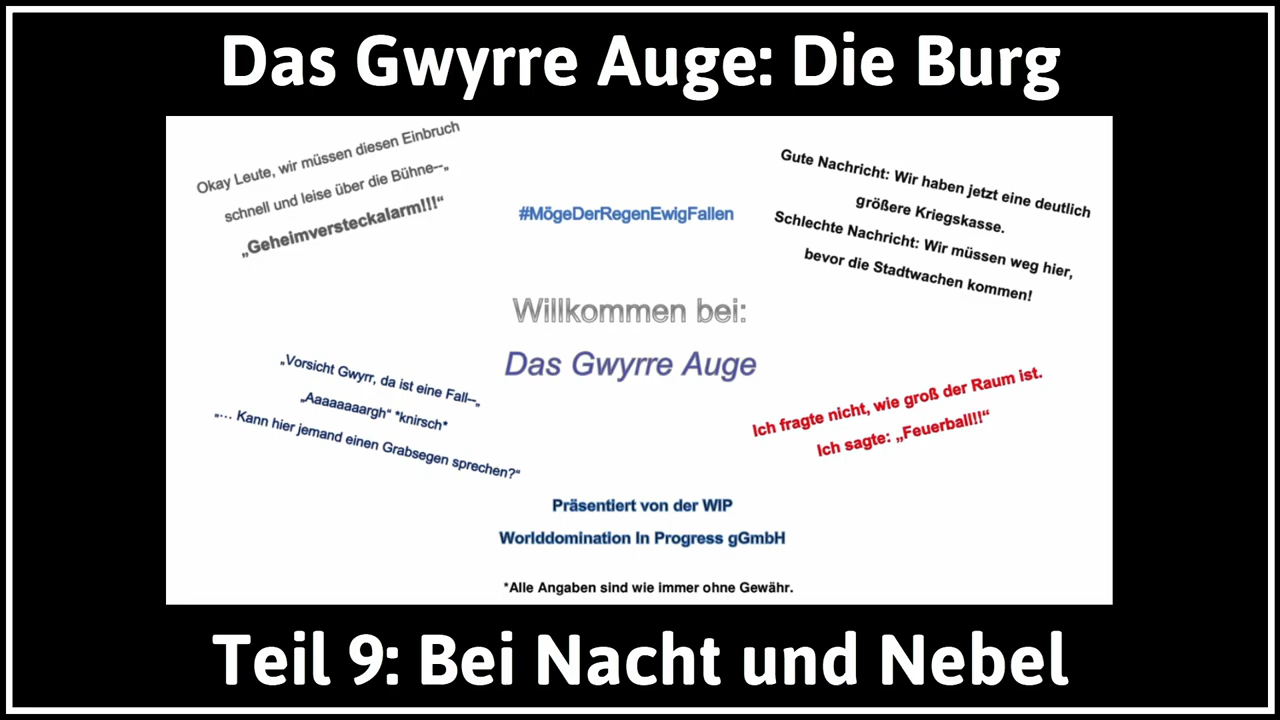 Das Gwyrre Auge: Die Burg
Okay Leute, wir müssen diesen Einbruch
schnell und leise über die Bühne--„
„Geheimversteckalarm!!!“
#MögeDerRegenEwigFallen
Gute Nachricht: Wir haben jetzt eine deutlich
größere Kriegskasse.
Schlechte Nachricht: Wir müssen weg hier,
bevor die Stadtwachen kommen!
Willkommen bei:
Das Gwyrre Auge
„Vorsicht Gwyrr, da ist eine Fall--„
„Aaaaaaaargh“ *knirsch*
„... Kann hier jemand einen Grabsegen sprechen?“
Ich fragte nicht, wie groß der Raum ist.
Ich sagte: „Feuerball!!“
Präsentiert von der WIP
Worlddomination In Progress gGmbH
*Alle Angaben sind wie immer ohne Gewähr.
Teil 9: Bei Nacht und Nebel